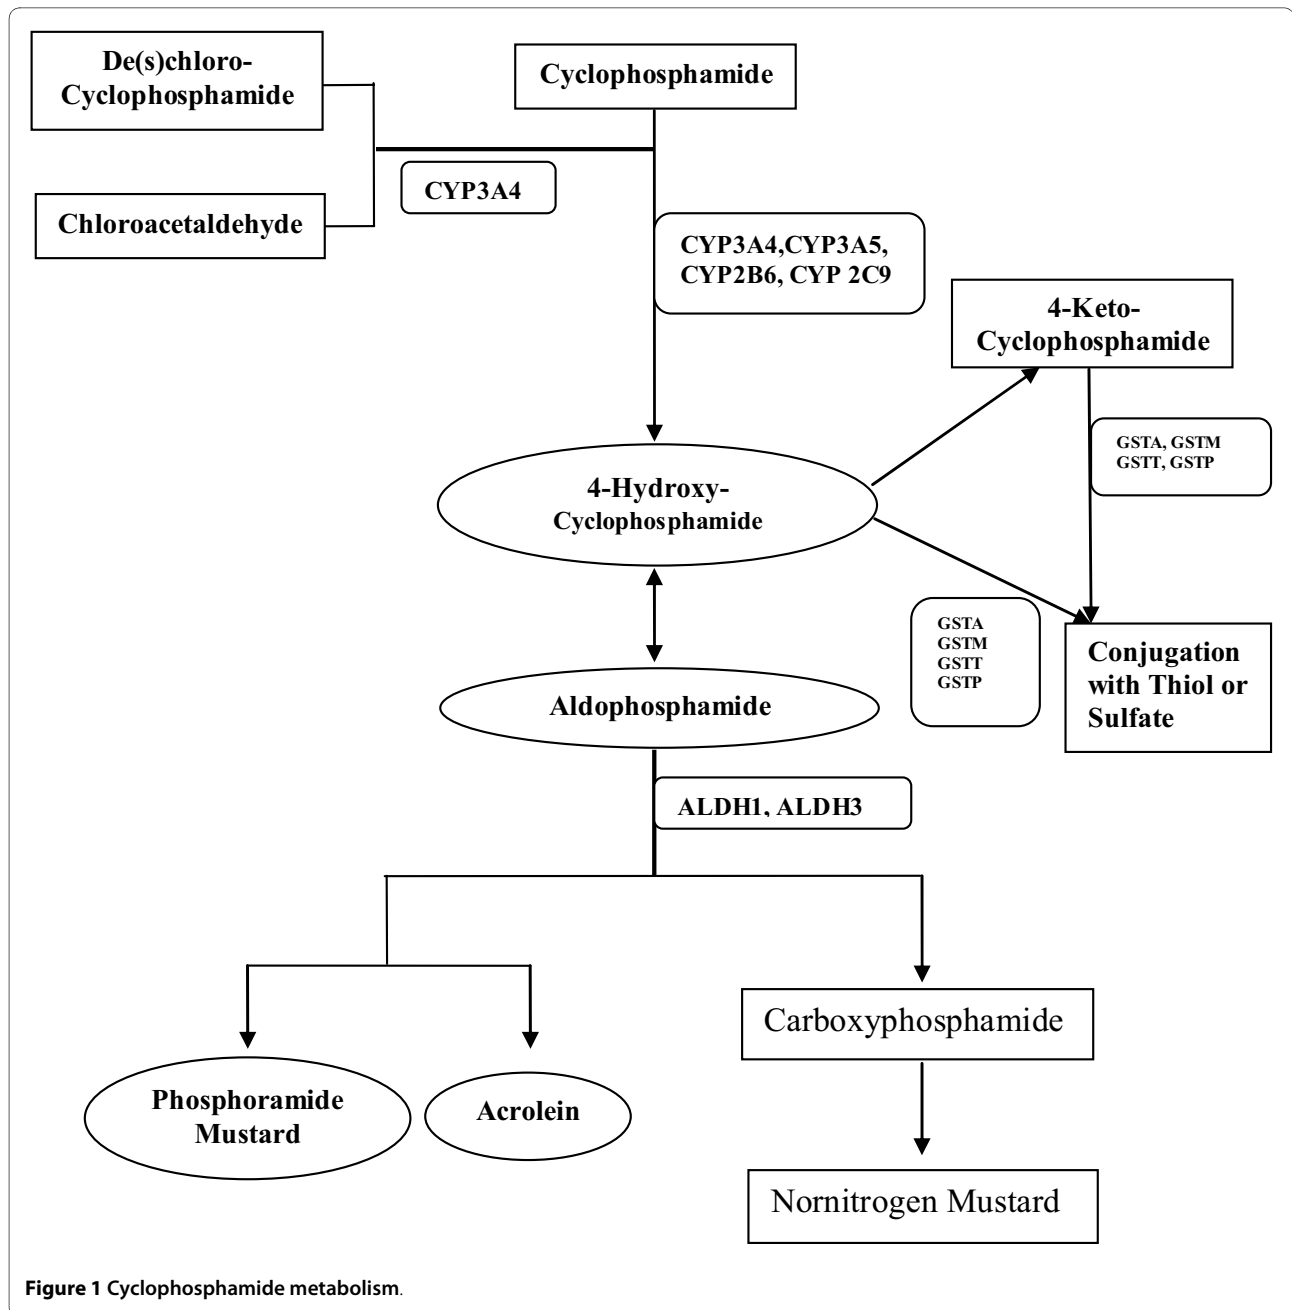 De(s)chloro-
Cyclophosphamide
Cyclophosphamide
CYP3A4
Chloroacetaldehyde
CYP3A4,CYP3A5,
CYP2B6, CYP 2C9
4-Keto-
Cyclophosphamide
GSTA, GSTM
GSTT, GSTP
4-Hydroxy-
Cyclophosphamide
GSTA
GSTM
GSTT
GSTP
Conjugation
with Thiol or
Sulfate
Aldophosphamide
ALDH1, ALDH3
Carboxyphosphamide
Phosphoramide
Mustard
Acrolein
Nornitrogen Mustard
Figure 1 Cyclophosphamide metabolism.